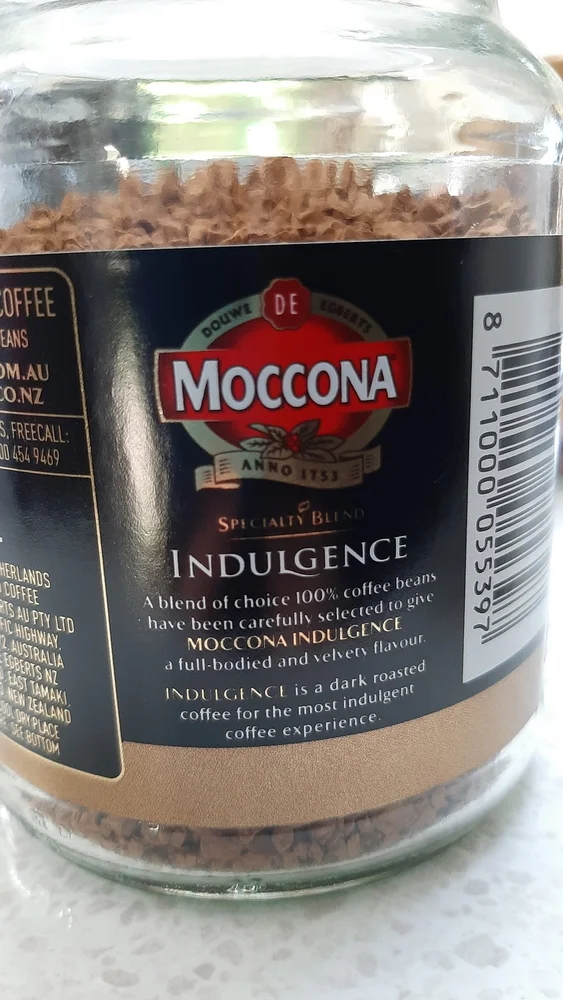 COFFEE
EANS
OM.AU
CO.NZ
S, FREECALL:
00 454 9469
HERLANDS
COFFEE
RTS AU PTY LTD
FIC HIGHWAY,
AUSTRALIA
EGBERTS NZ
EAST TAMAKI,
NEW ZEALAND
DRY PLACE
BOTTOM
DOUWE DE EGBERTS
MOCCONA
ANNO 1753
SPECIALTY BLEND
INDULGENCE
A blend of choice 100% coffee beans
have been carefully selected to give
MOCCONA INDULGENCE
a full-bodied and velvety flavour.
INDULGENCE is a dark roasted
coffee for the most indulgent
coffee experience.
8 711000 055397